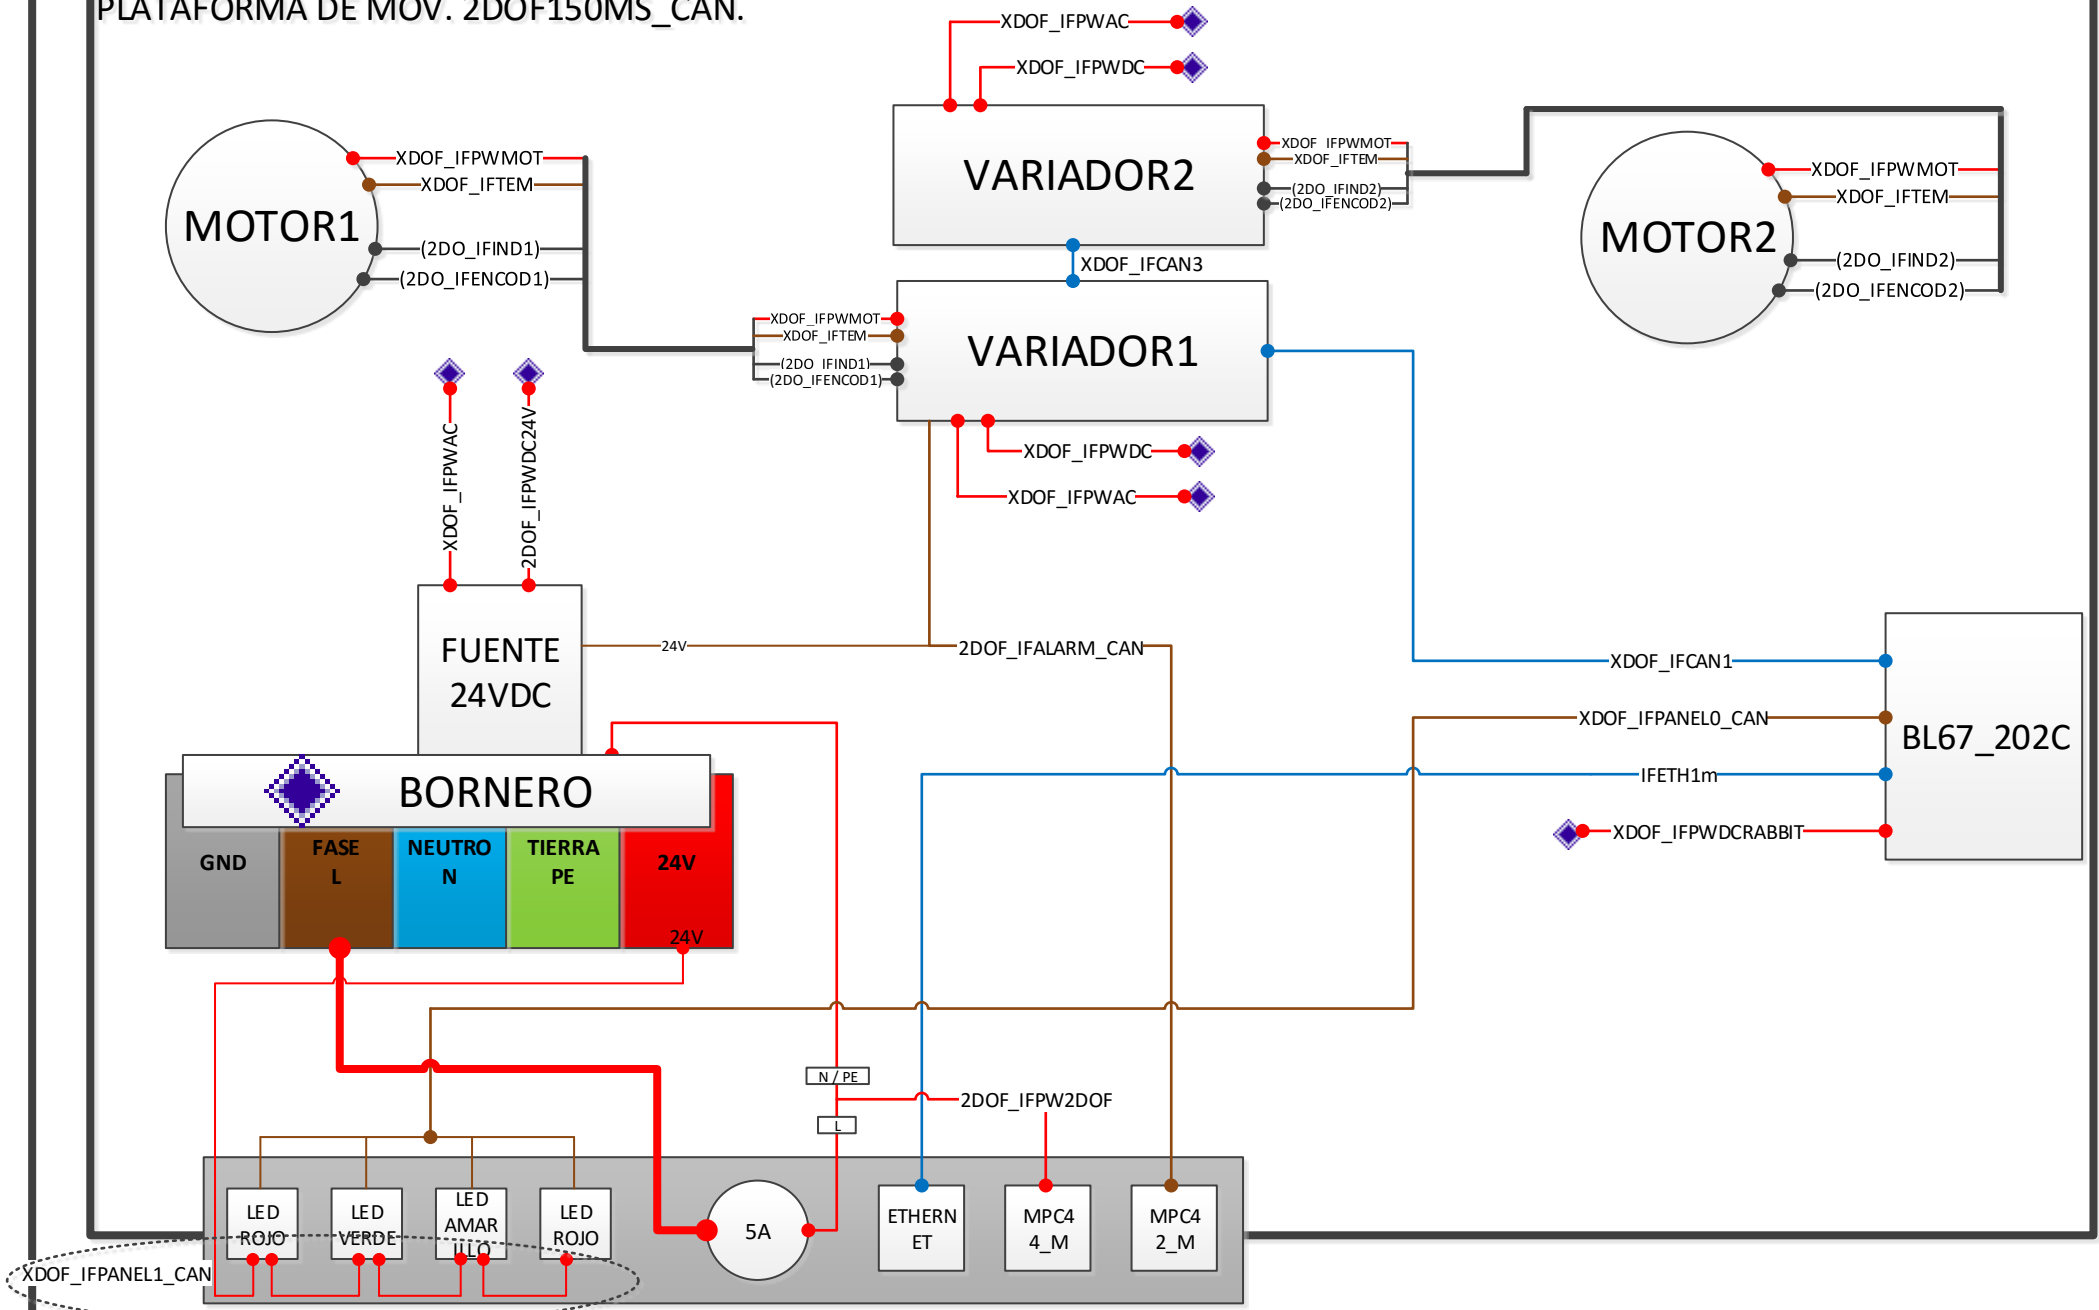 PLATAFORMA DE MOV. 2DOF150MS_CAN.
XDOF_IFPWAC
XDOF_IFPWDC
VARIADOR2
XDOF_IFPWMOT
XDOF_IFTEM
(2DO_IFIND2)
(2DO_IFENCOD2)
MOTOR1
XDOF_IFPWMOT
XDOF_IFTEM
(2DO_IFIND1)
(2DO_IFENCOD1)
MOTOR2
XDOF_IFPWMOT
XDOF_IFTEM
(2DO_IFIND2)
(2DO_IFENCOD2)
XDOF_IFCAN3
VARIADOR1
XDOF_IFPWMOT
XDOF_IFTEM
(2DO_IFIND1)
(2DO_IFENCOD1)
XDOF_IFPWDC
XDOF_IFPWAC
XDOF_IFPWAC
2DOF_IFPWDC24V
FUENTE
24VDC
24V
2DOF_IFALARM_CAN
XDOF_IFCAN1
XDOF_IFPANEL0_CAN
IFETH1m
XDOF_IFPWDCRABBIT
BL67_202C
BORNERO
GND
FASE
L
NEUTRO
N
TIERRA
PE
24V
24V
N / PE
L
2DOF_IFPW2DOF
LED
ROJO
LED
VERDE
LED
AMAR
ILLO
LED
ROJO
5A
ETHERN
ET
MPC4
4_M
MPC4
2_M
XDOF_IFPANEL1_CAN